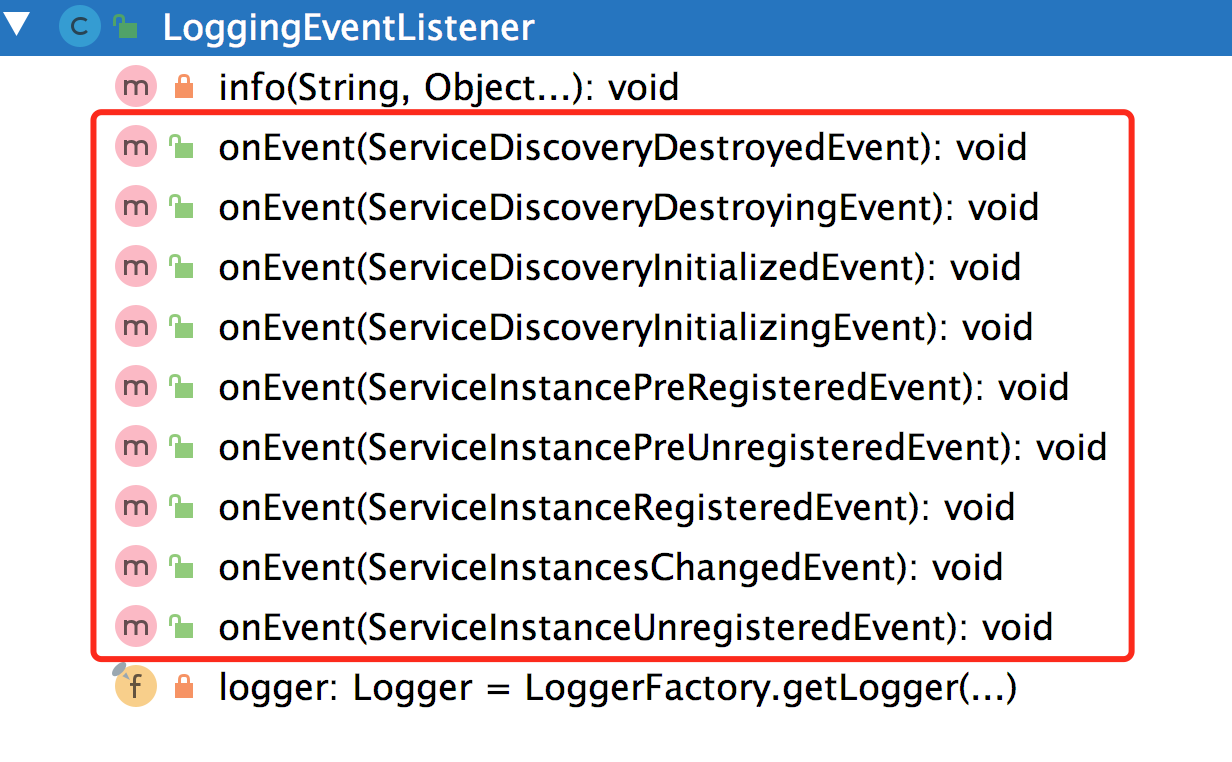 C LoggingEventListener
m info(String, Object...): void
m onEvent(ServiceDiscoveryDestroyedEvent): void
m onEvent(ServiceDiscoveryDestroyingEvent): void
m onEvent(ServiceDiscoveryInitializedEvent): void
m onEvent(ServiceDiscoveryInitializingEvent): void
m onEvent(ServiceInstancePreRegisteredEvent): void
m onEvent(ServiceInstancePreUnregisteredEvent): void
m onEvent(ServiceInstanceRegisteredEvent): void
m onEvent(ServiceInstancesChangedEvent): void
m onEvent(ServiceInstanceUnregisteredEvent): void
f logger: Logger = LoggerFactory.getLogger(...)